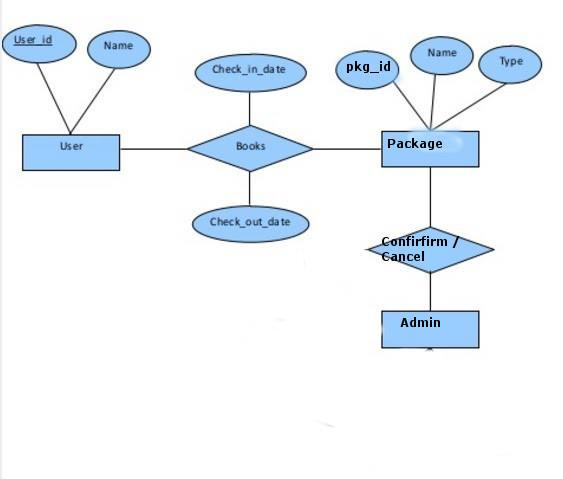 User_id
Name
Check_in_date
pkg_id
Name
Type
User
Books
Package
Check_out_date
Confirfirm /
Cancel
Admin